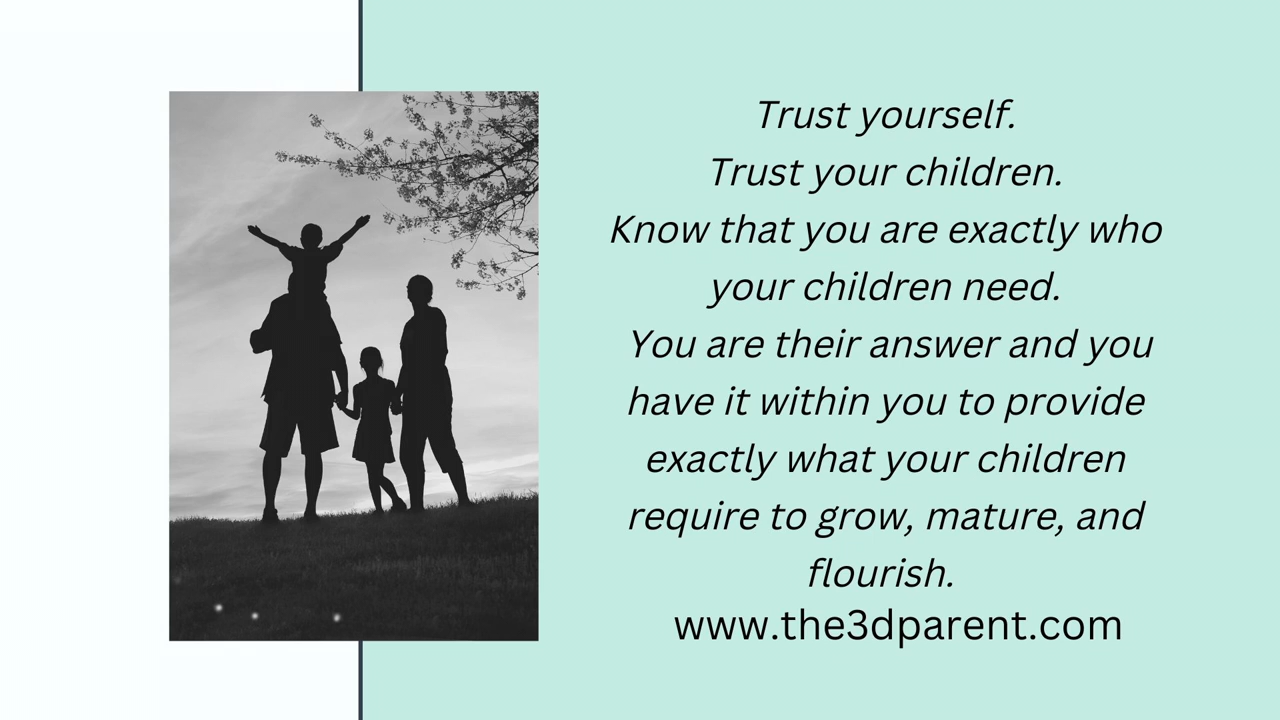 Trust yourself.
Trust your children.
Know that you are exactly who
your children need.
You are their answer and you
have it within you to provide
exactly what your children
require to grow, mature, and
flourish.
www.the3dparent.com